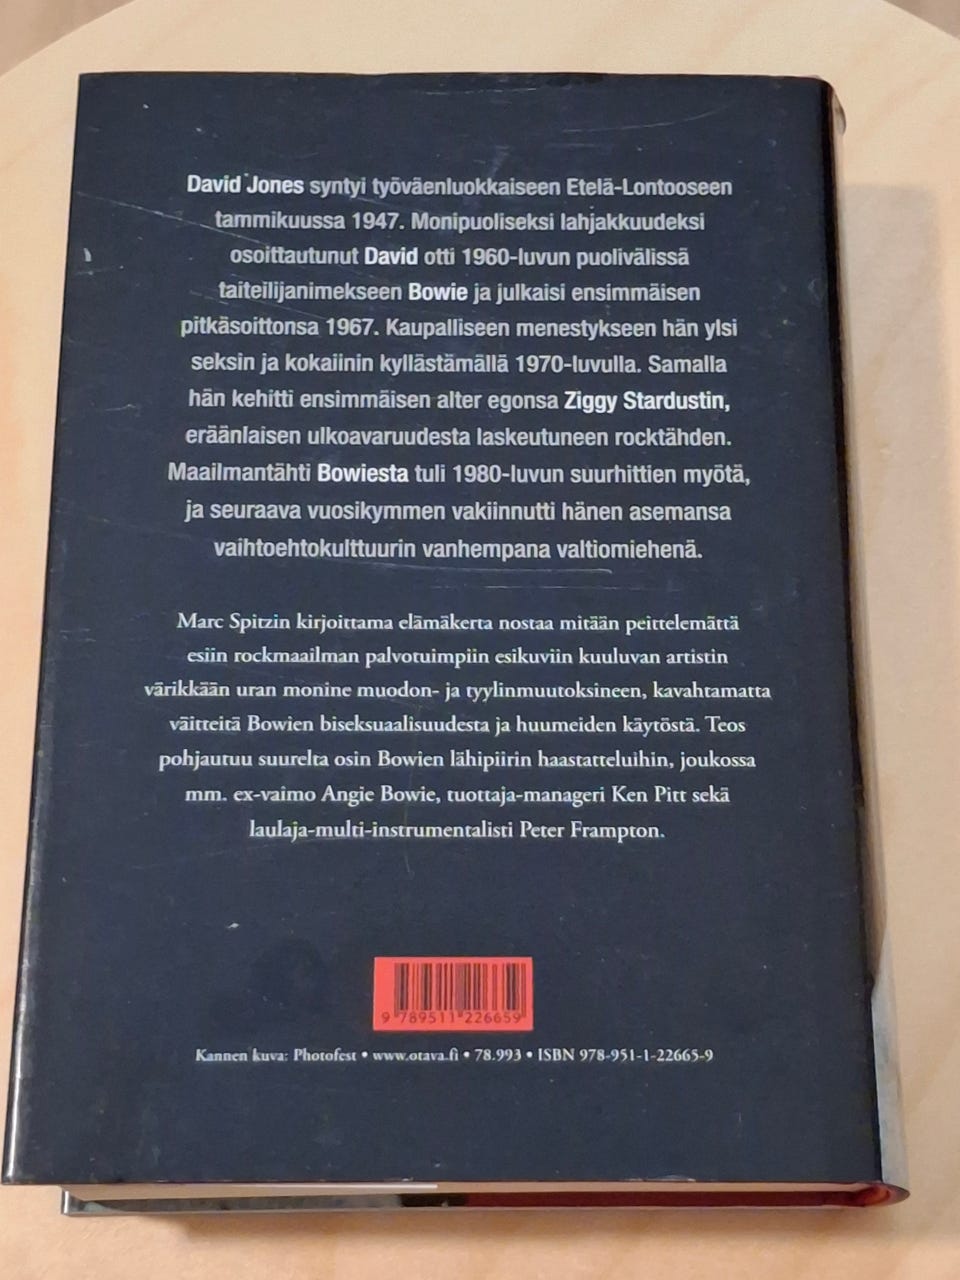 David Jones syntyi työväenluokkaiseen Etelä-Lontooseen
tammikuussa 1947. Monipuoliseksi lahjakkuudeksi
osoittautunut David otti 1960-luvun puolivälissä
taiteilijanimekseen Bowie ja julkaisi ensimmäisen
pitkäsoittonsa 1967. Kaupalliseen menestykseen hän ylsi
seksin ja kokaiinin kyllästämällä 1970-luvulla. Samalla
hän kehitti ensimmäisen alter egonsa Ziggy Stardustin,
eräänlaisen ulkoavaruudesta laskeutuneen rocktähden.
Maailmantähti Bowiesta tuli 1980-luvun suurhittien myötä,
ja seuraava vuosikymmen vakiinnutti hänen asemansa
vaihtoehtokulttuurin vanhempana valtiomiehenä.
Marc Spitzin kirjoittama elämäkerta nostaa mitään peittelemättä
esiin rockmaailman palvotuimpiin esikuviin kuuluvan artistin
värikkään uran monine muodon- ja tyylinmuutoksineen, kavahtamatta
väitteitä Bowien biseksuaalisuudesta ja huumeiden käytöstä. Teos
pohjautuu suurelta osin Bowien lähipiirin haastatteluihin, joukossa
mm. ex-vaimo Angie Bowie, tuottaja-manageri Ken Pitt sekä
laulaja-multi-instrumentalisti Peter Frampton.
9 789511 226659
Kannen kuva: Photofest • www.otava.fi • 78.993 • ISBN 978-951-1-22665-9